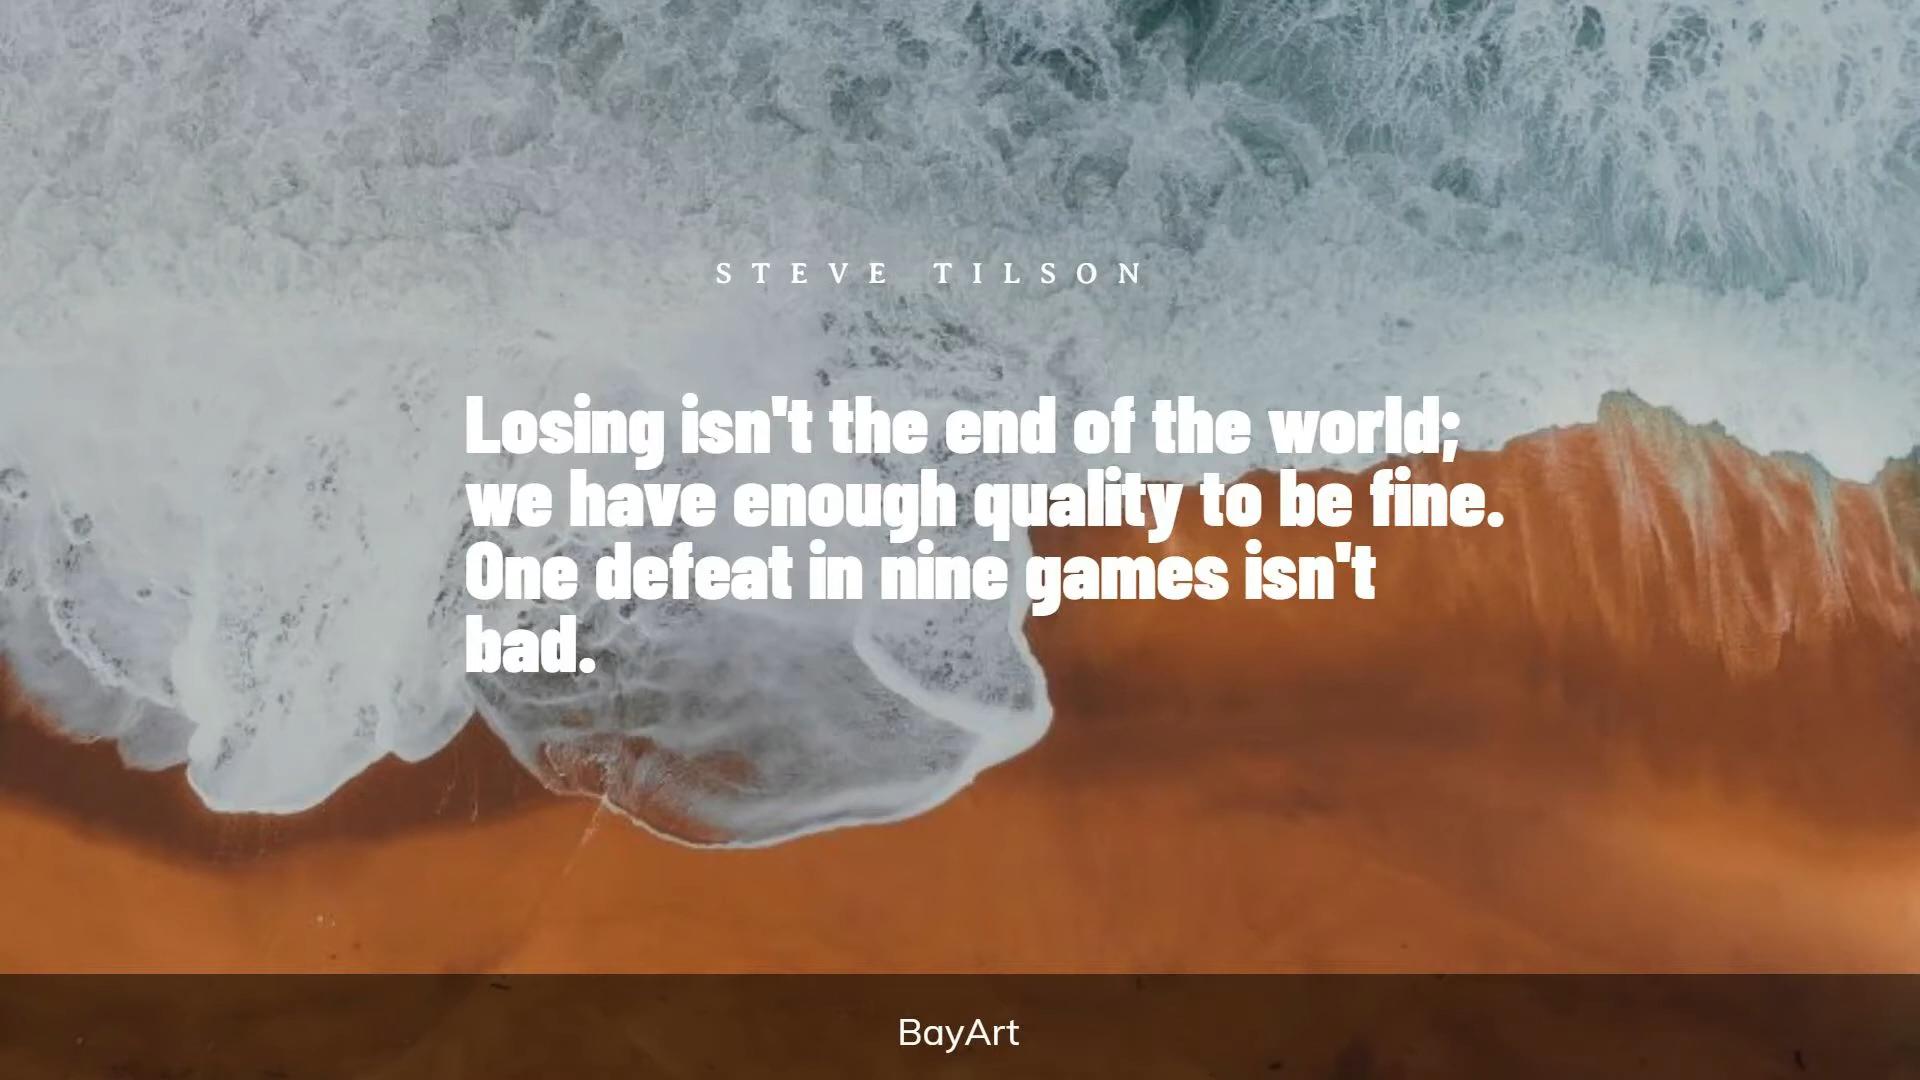 STEVE TILSON
Losing isn't the end of the world;
we have enough quality to be fine.
One defeat in nine games isn't
bad.
BayArt